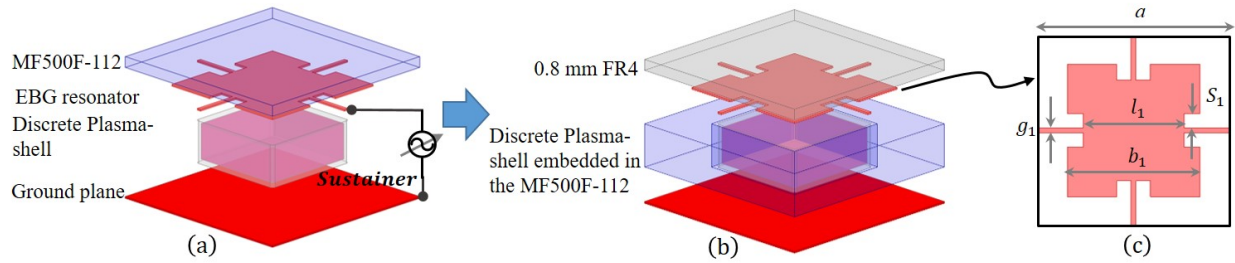 MF500F-112
EBG resonator
Discrete Plasma-
shell
Ground plane
Sustainer
(a)
0.8 mm FR4
Discrete Plasma-
shell embedded in
the MF500F-112
(b)
a
S₁
l₁
g₁
b₁
(c)